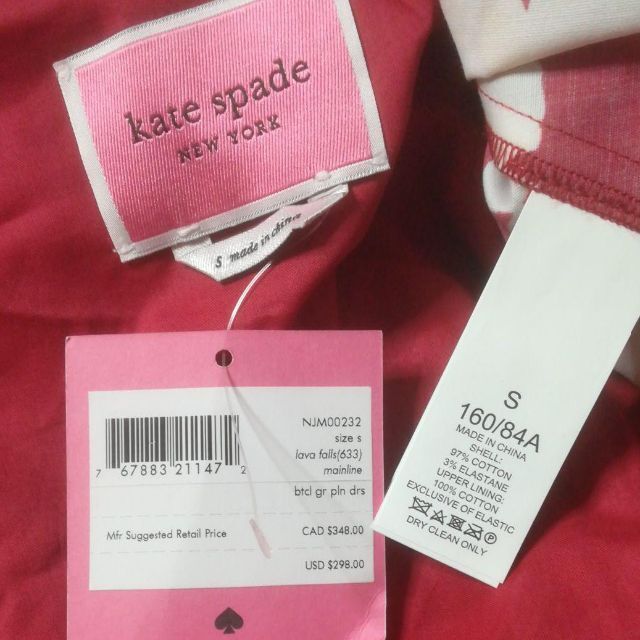 kate spade
NEW YORK
S made in china
NJM00232
size s
lava falls(633)
mainline
7 67883 21147 2
btcl gr pln drs
Mfr Suggested Retail Price
CAD $348.00
USD $298.00
S
160/84A
MADE IN CHINA
SHELL:
97% COTTON
3% ELASTANE
UPPER LINING:
100% COTTON
EXCLUSIVE OF ELASTIC
DRY CLEAN ONLY